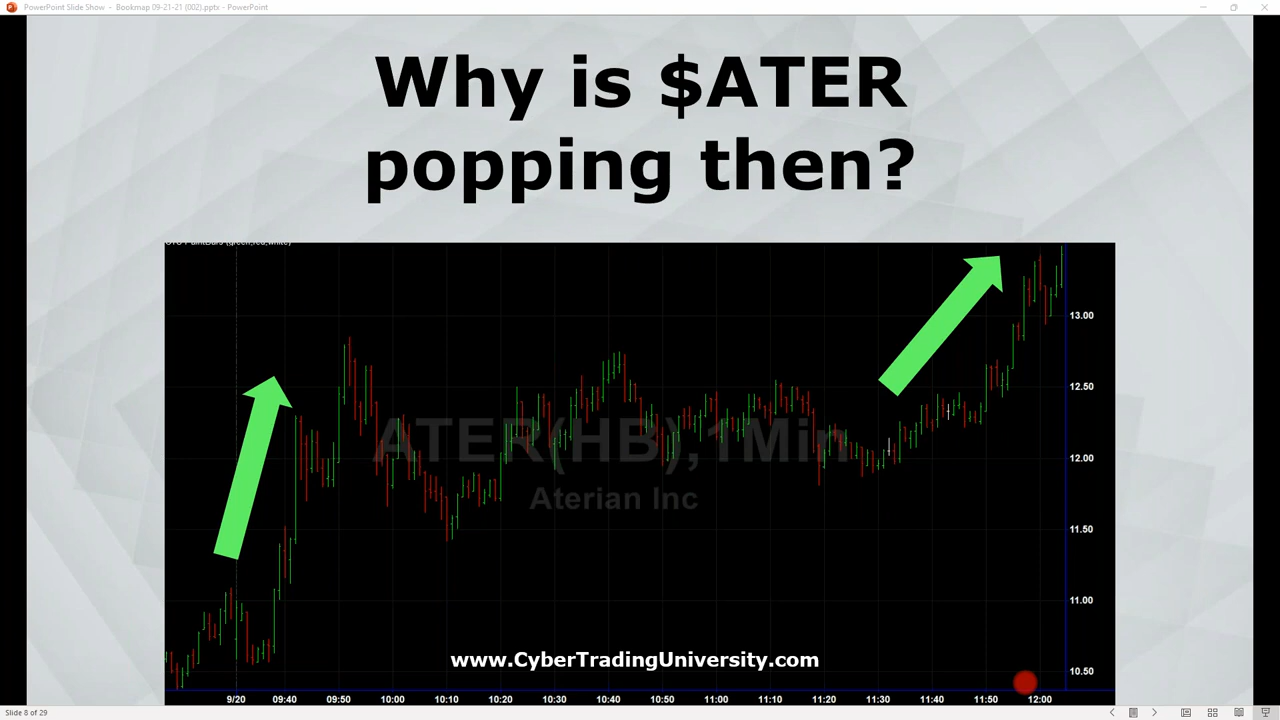 PowerPoint Slide Show - Bookmap 09-21-21 (002).pptx - PowerPoint
Why is $ATER
popping then?
13.00
12.50
ATER(HB),1Min
12.00
Aterian Inc
11.50
11.00
www.CyberTradingUniversity.com
10.50
9/20 09:40 09:50 10:00 10:10 10:20 10:30 10:40 10:50 11:00 11:10 11:20 11:30 11:40 11:50 12:00
Slide 8 of 29